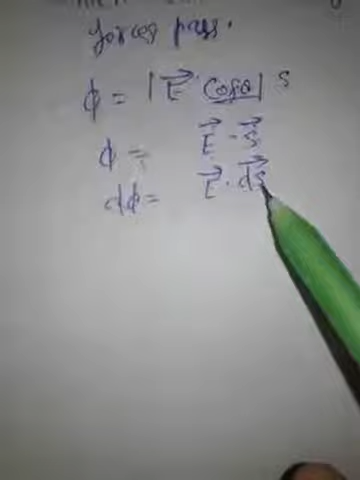 forces pass.
ϕ = |E⃗ cosθ| s
ϕ = E⃗ · s⃗
dϕ = E⃗ · ds⃗